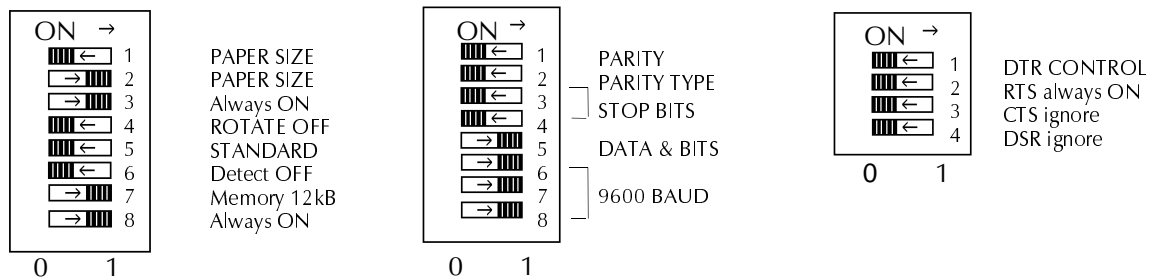 ON →
← 1 PAPER SIZE
→ 2 PAPER SIZE
→ 3 Always ON
← 4 ROTATE OFF
← 5 STANDARD
← 6 Detect OFF
→ 7 Memory 12kB
→ 8 Always ON
0 1
ON →
← 1 PARITY
← 2 PARITY TYPE
← 3
STOP BITS
← 4
→ 5 DATA & BITS
→ 6
→ 7 9600 BAUD
→ 8
0 1
ON →
← 1 DTR CONTROL
← 2 RTS always ON
← 3 CTS ignore
← 4 DSR ignore
0 1